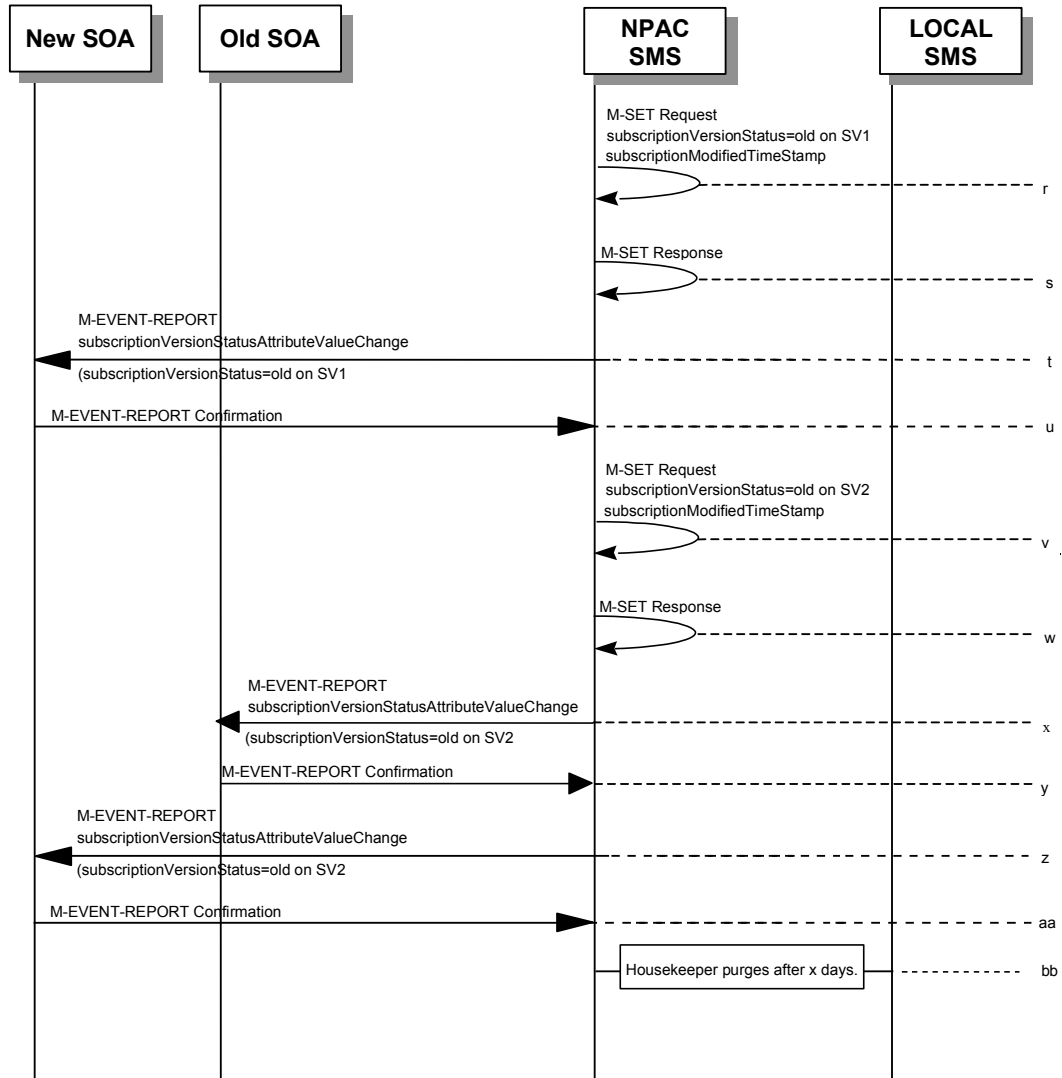 New SOA
Old SOA
NPAC
SMS
LOCAL
SMS
M-SET Request
subscriptionVersionStatus=old on SV1
subscriptionModifiedTimeStamp
r
M-SET Response
s
M-EVENT-REPORT
subscriptionVersionStatusAttributeValueChange
t
(subscriptionVersionStatus=old on SV1
M-EVENT-REPORT Confirmation
u
M-SET Request
subscriptionVersionStatus=old on SV2
subscriptionModifiedTimeStamp
v
M-SET Response
w
M-EVENT-REPORT
subscriptionVersionStatusAttributeValueChange
x
(subscriptionVersionStatus=old on SV2
M-EVENT-REPORT Confirmation
y
M-EVENT-REPORT
subscriptionVersionStatusAttributeValueChange
z
(subscriptionVersionStatus=old on SV2
M-EVENT-REPORT Confirmation
aa
Housekeeper purges after x days.
bb